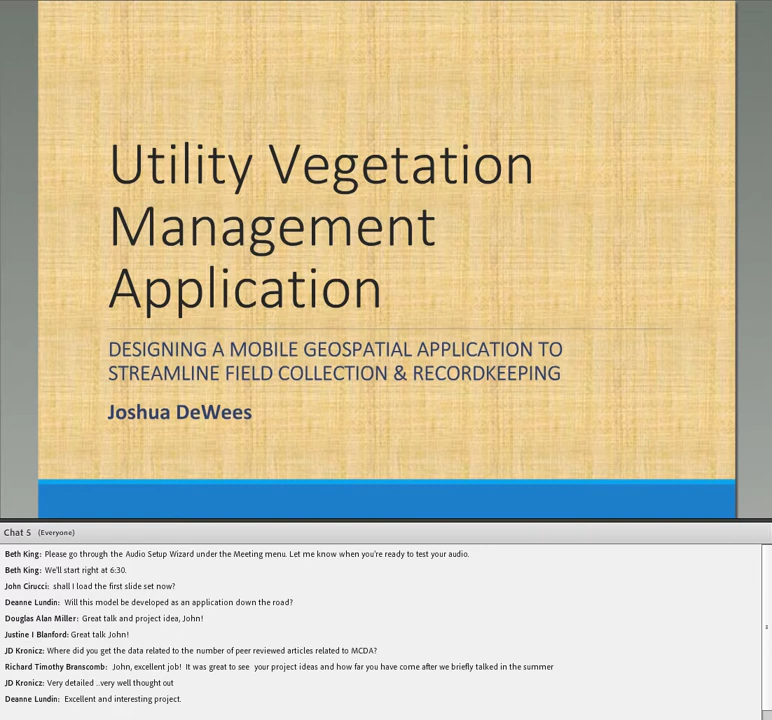 Utility Vegetation
Management
Application
DESIGNING A MOBILE GEOSPATIAL APPLICATION TO
STREAMLINE FIELD COLLECTION & RECORDKEEPING
Joshua DeWees
Chat 5 (Everyone)
Beth King: Please go through the Audio Setup Wizard under the Meeting menu. Let me know when you're ready to test your audio.
Beth King: We'll start right at 6:30.
John Cirucci: shall I load the first slide set now?
Deanne Lundin: Will this model be developed as an application down the road?
Douglas Alan Miller: Great talk and project idea, John!
Justine I Blanford: Great talk John!
JD Kronicz: Where did you get the data related to the number of peer reviewed articles related to MCDA?
Richard Timothy Branscomb: John, excellent job! It was great to see your project ideas and how far you have come after we briefly talked in the summer
JD Kronicz: Very detailed ..very well thought out
Deanne Lundin: Excellent and interesting project.